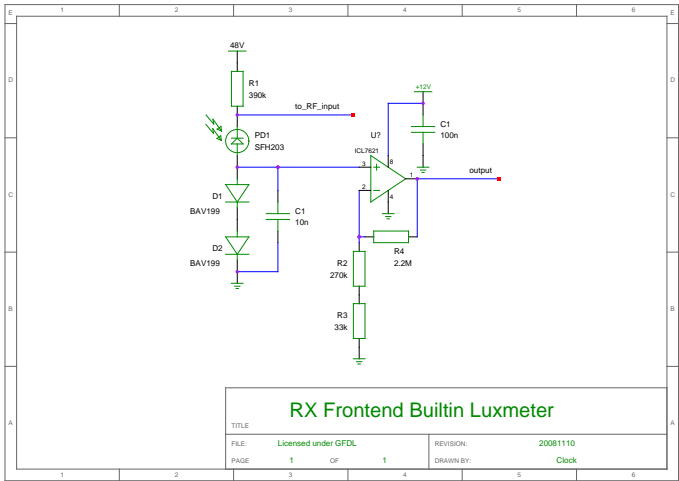 E 1 2 3 4 5 6 E
48V
R1
390k
D D
+12V
to_RF_input
C1
100n
U?
ICL7621
PD1
SFH203
8
3 +
1
output
2 −
4
C C
D1
BAV199
C1
10n
D2
BAV199
R4
2.2M
R2
270k
B B
R3
33k
A A
RX Frontend Builtin Luxmeter
TITLE
FILE: Licensed under GFDL REVISION: 20081110
PAGE 1 OF 1 DRAWN BY: Clock
1 2 3 4 5 6